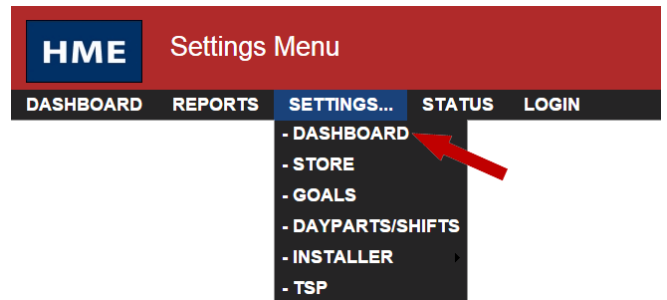 HME Settings Menu
DASHBOARD REPORTS SETTINGS... STATUS LOGIN
- DASHBOARD
- STORE
- GOALS
- DAYPARTS/SHIFTS
- INSTALLER
- TSP